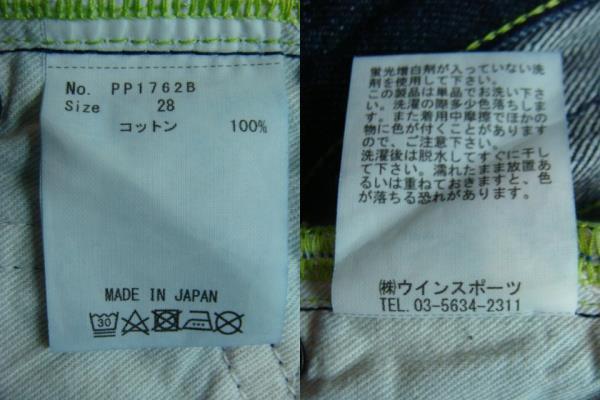 No. PP1762B
Size 28
コットン 100%
MADE IN JAPAN
30
蛍光増白剤が入っていない洗
剤を使用して下さい。
この製品は単品でお洗い下さ
い。洗濯の際多少色落ちしま
す。また着用中摩擦でほかの
物に色が付くことがあります
ので、ご注意下さい。
洗濯後は脱水してすぐに干し
て下さい。濡れたまま放置あ
るいは重ねておきますと、色
が落ちる恐れがあります。
㈱ウインスポーツ
TEL. 03-5634-2311